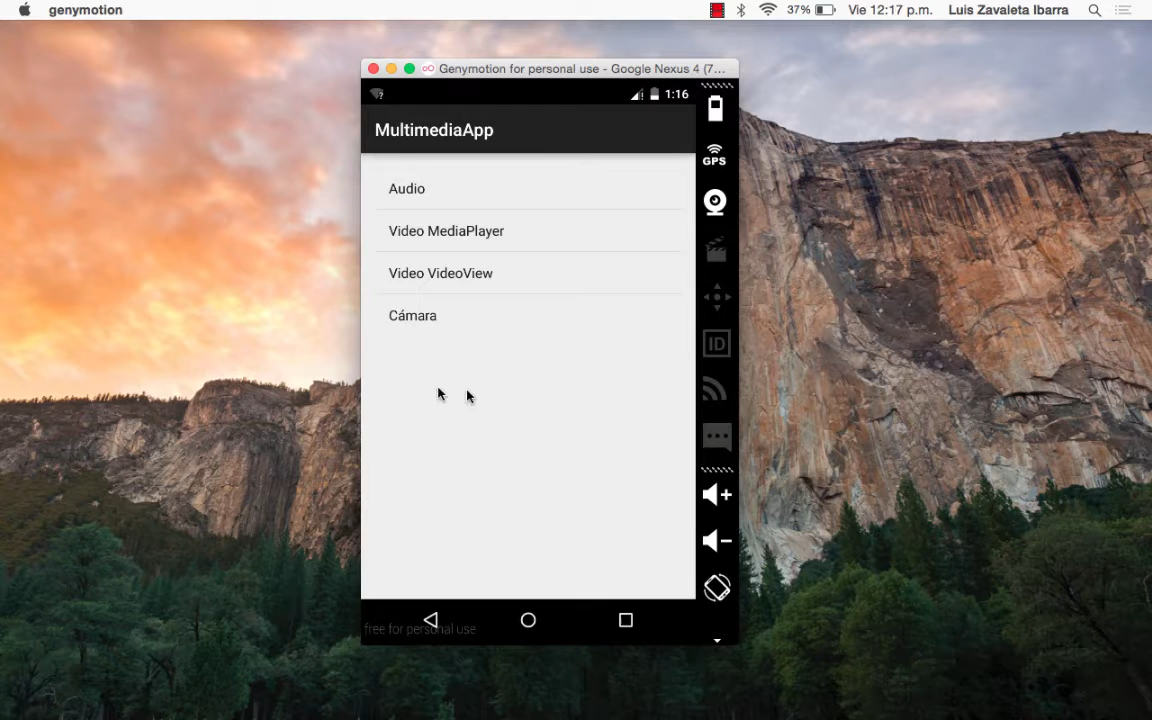 genymotion 37% Vie 12:17 p.m. Luis Zavaleta Ibarra
Genymotion for personal use - Google Nexus 4 (7...
1:16
MultimediaApp
GPS
Audio
Video MediaPlayer
Video VideoView
Cámara
ID
free for personal use